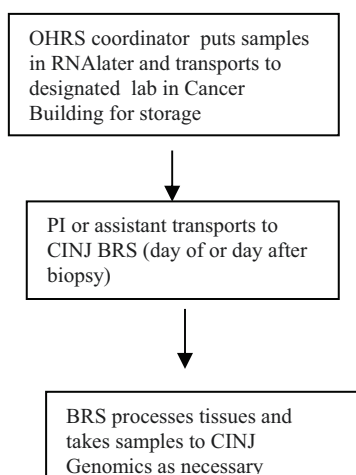 OHRS coordinator puts samples
in RNAlater and transports to
designated lab in Cancer
Building for storage
PI or assistant transports to
CINJ BRS (day of or day after
biopsy)
BRS processes tissues and
takes samples to CINJ
Genomics as necessary